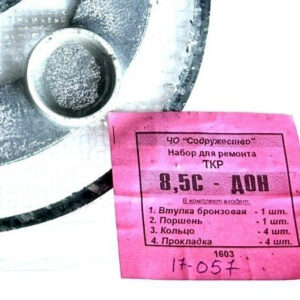 ЧО "Содружество"
Набор для ремонта
ТКР
8,5С - ДОН
В комплект входят:
1. Втулка бронзовая - 1 шт.
2. Поршень - 1 шт.
3. Кольцо - 4 шт.
4. Прокладка - 4 шт.
1603
17-057